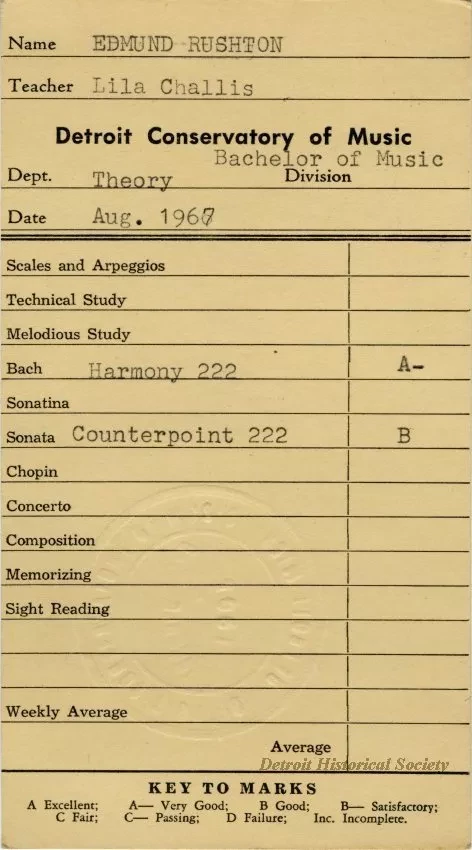 Name EDMUND RUSHTON
Teacher Lila Challis
Detroit Conservatory of Music
Bachelor of Music
Dept. Theory Division
Date Aug. 1967
Scales and Arpeggios
Technical Study
Melodious Study
Bach Harmony 222 A-
Sonatina
Sonata Counterpoint 222 B
Chopin
Concerto
Composition
Memorizing
Sight Reading
Weekly Average
Average
Detroit Historical Society
KEY TO MARKS
A Excellent; A— Very Good; B Good; B— Satisfactory;
C Fair; C— Passing; D Failure; Inc. Incomplete.